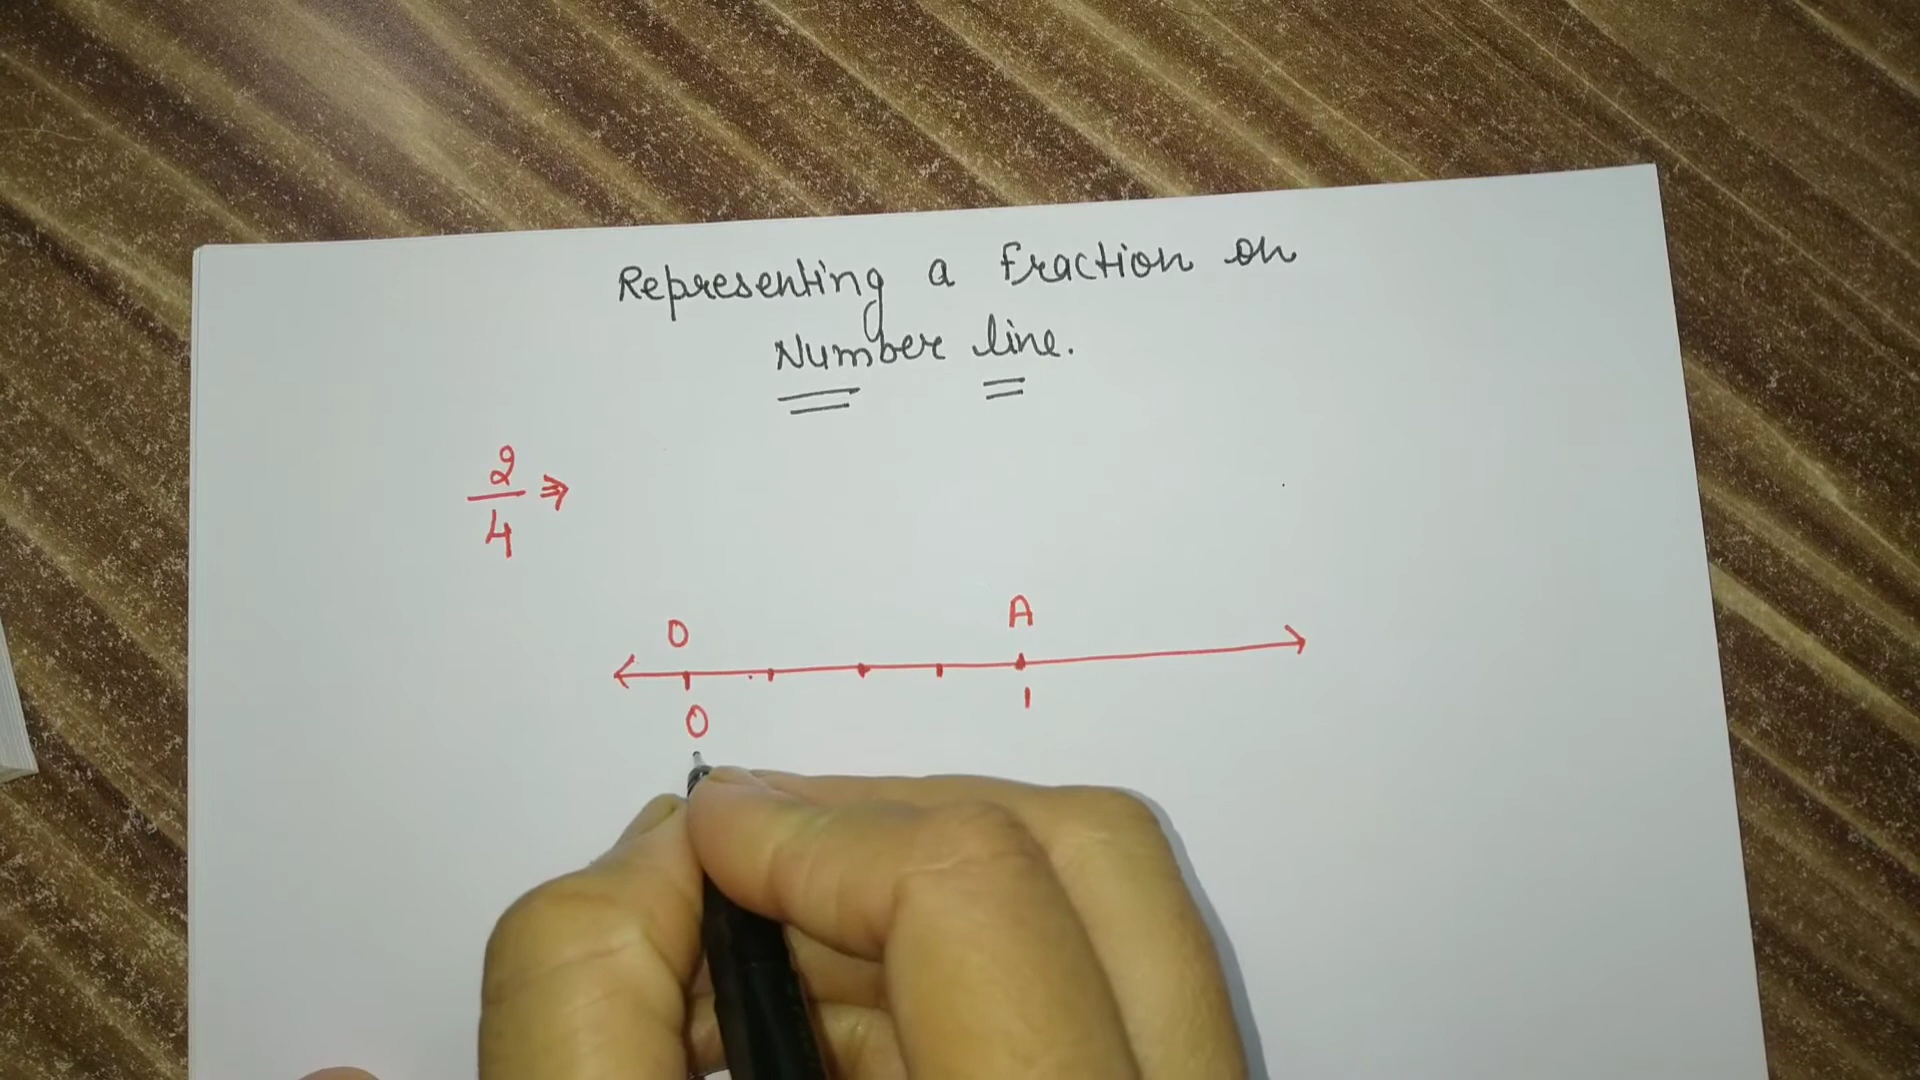 Representing a fraction on
Number line.
2
4 ⇒
O A
0 1